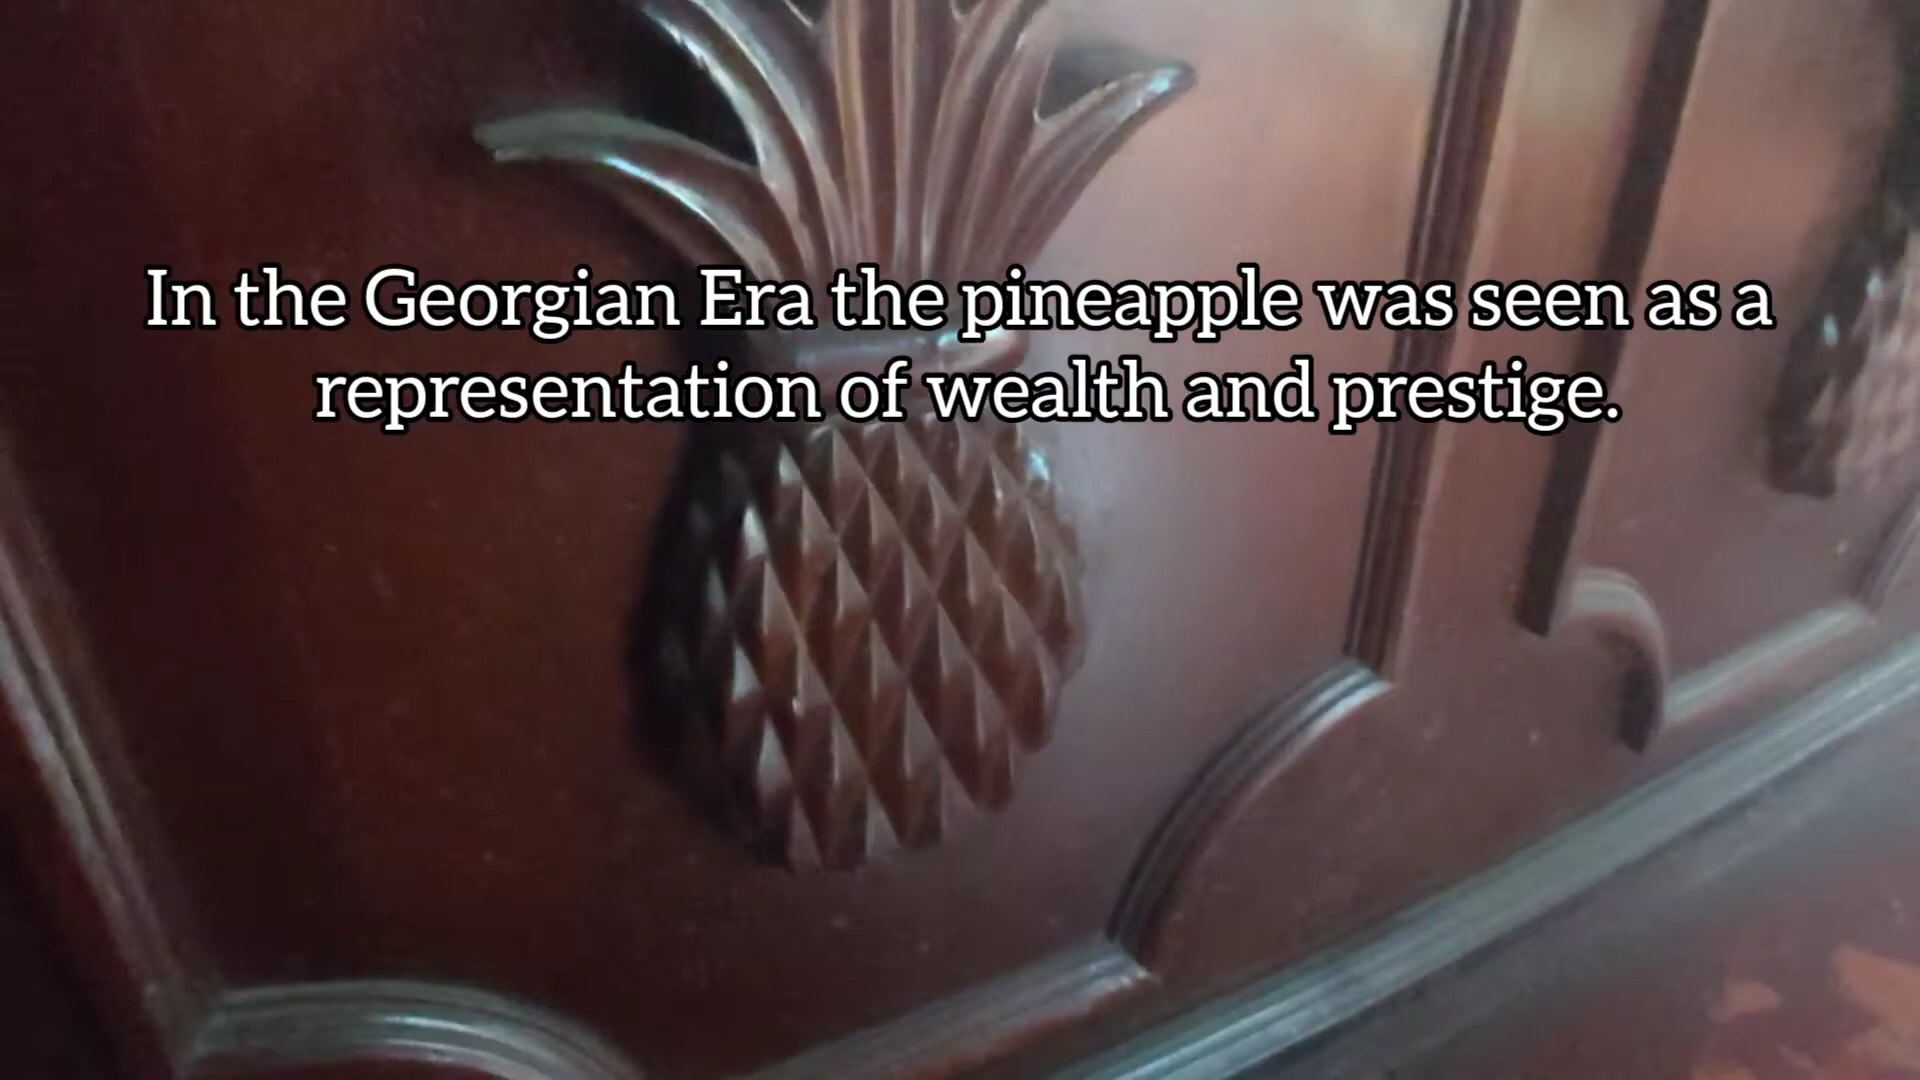 In the Georgian Era the pineapple was seen as a
representation of wealth and prestige.